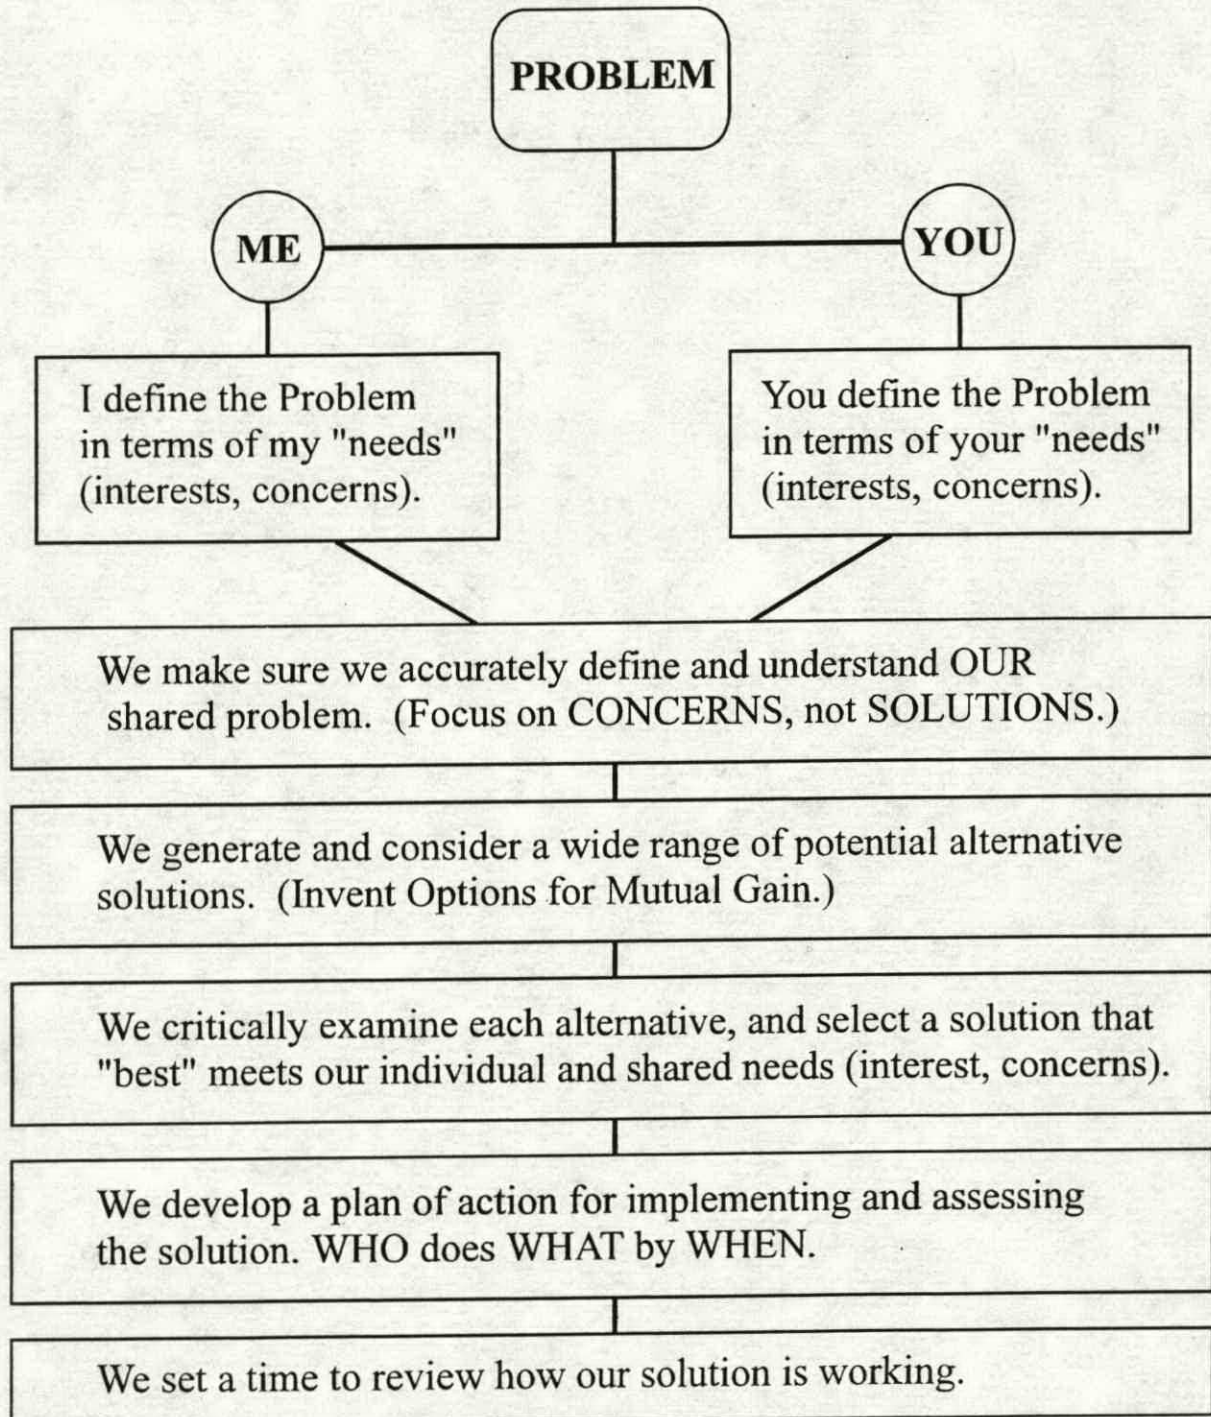 PROBLEM
ME
YOU
I define the Problem
in terms of my "needs"
(interests, concerns).
You define the Problem
in terms of your "needs"
(interests, concerns).
We make sure we accurately define and understand OUR
shared problem.  (Focus on CONCERNS, not SOLUTIONS.)
We generate and consider a wide range of potential alternative
solutions.  (Invent Options for Mutual Gain.)
We critically examine each alternative, and select a solution that
"best" meets our individual and shared needs (interest, concerns).
We develop a plan of action for implementing and assessing
the solution. WHO does WHAT by WHEN.
We set a time to review how our solution is working.